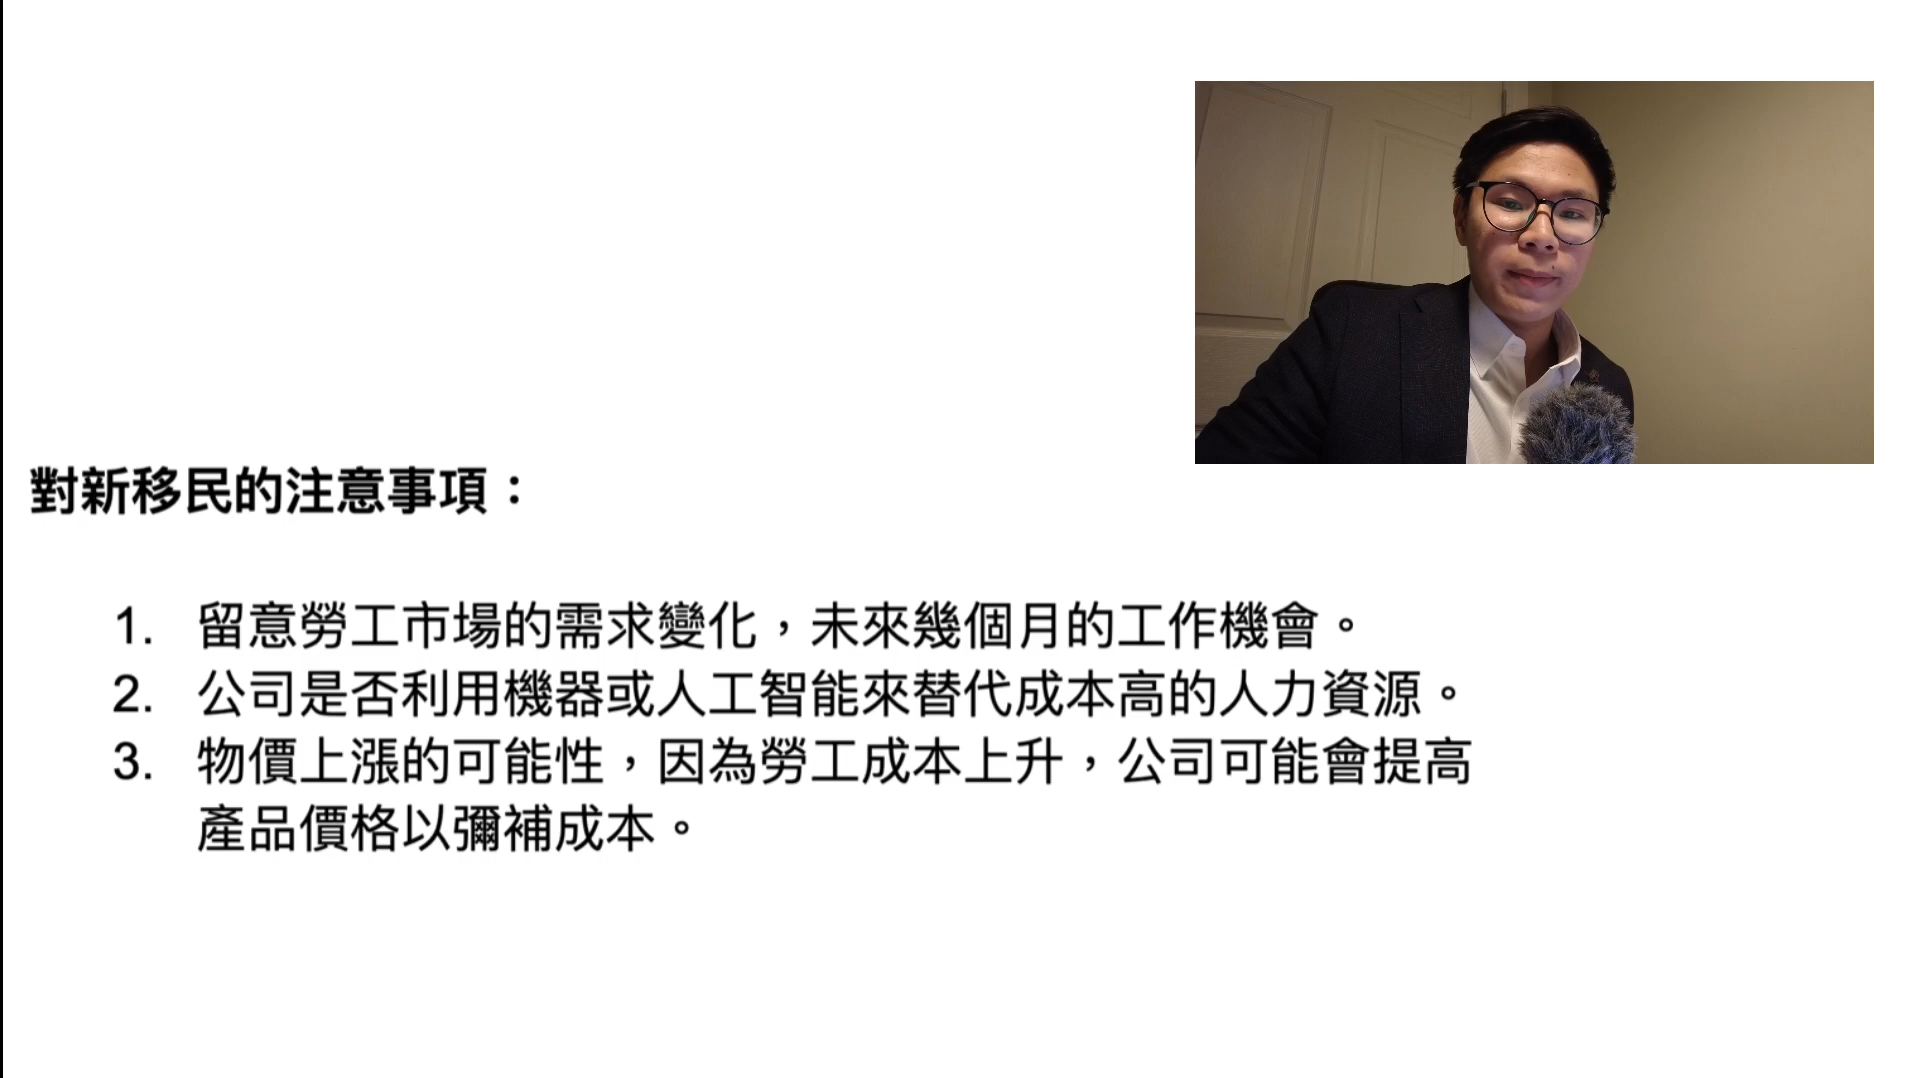 對新移民的注意事項：
1. 留意勞工市場的需求變化，未來幾個月的工作機會。
2. 公司是否利用機器或人工智能來替代成本高的人力資源。
3. 物價上漲的可能性，因為勞工成本上升，公司可能會提高
產品價格以彌補成本。